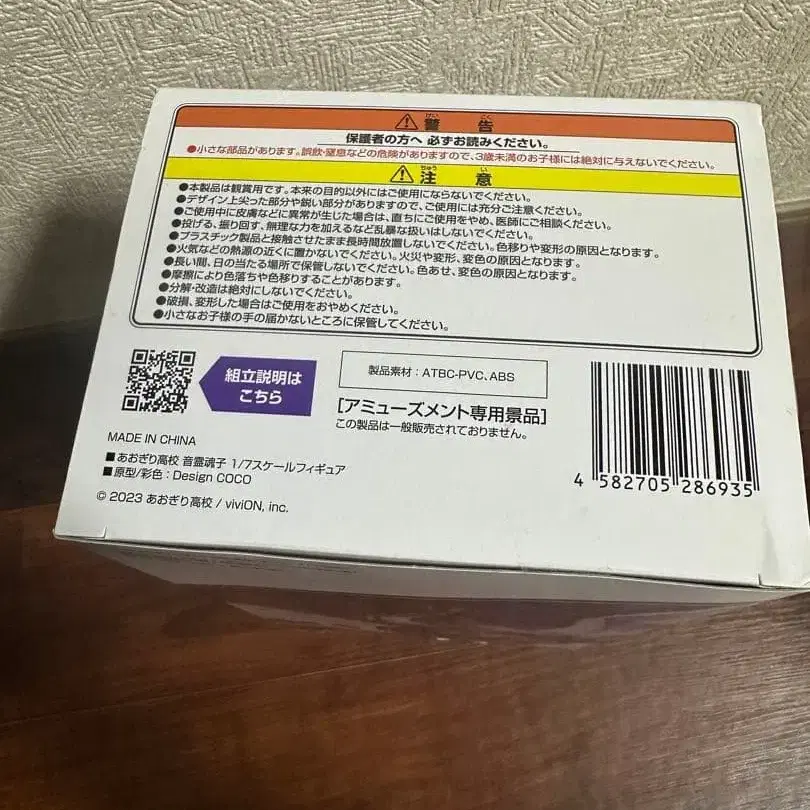 警告
保護者の方へ 必ずお読みください。
●小さな部品があります。誤飲・窒息などの危険がありますので、3歳未満のお子様には絶対に与えないでください。
注意
●本製品は観賞用です。本来の目的以外にはご使用にならないでください。
●デザイン上尖った部分や鋭い部分がありますので、ご使用には充分ご注意ください。
●ご使用中に皮膚などに異常が生じた場合は、直ちにご使用をやめ、医師にご相談ください。
●投げる、振り回す、無理な力を加えるなど乱暴な扱いはしないでください。
●プラスチック製品と接触させたまま長時間放置しないでください。色移りや変形の原因となります。
●火気などの熱源の近くに置かないでください。火災や変形、変色の原因となります。
●長い間、日の当たる場所で保管しないでください。色あせ、変色の原因となります。
●摩擦により色落ちや色移りすることがあります。
●分解・改造は絶対にしないでください。
●破損、変形した場合はご使用をおやめください。
●小さなお子様の手の届かないところに保管してください。
組立説明は
こちら
製品素材：ATBC-PVC、ABS
[アミューズメント専用景品]
この製品は一般販売されておりません。
MADE IN CHINA
■あおぎり高校 音霊魂子 1/7スケールフィギュア
■原型/彩色：Design COCO
© 2023 あおぎり高校 / viviON, inc.
4 582705 286935